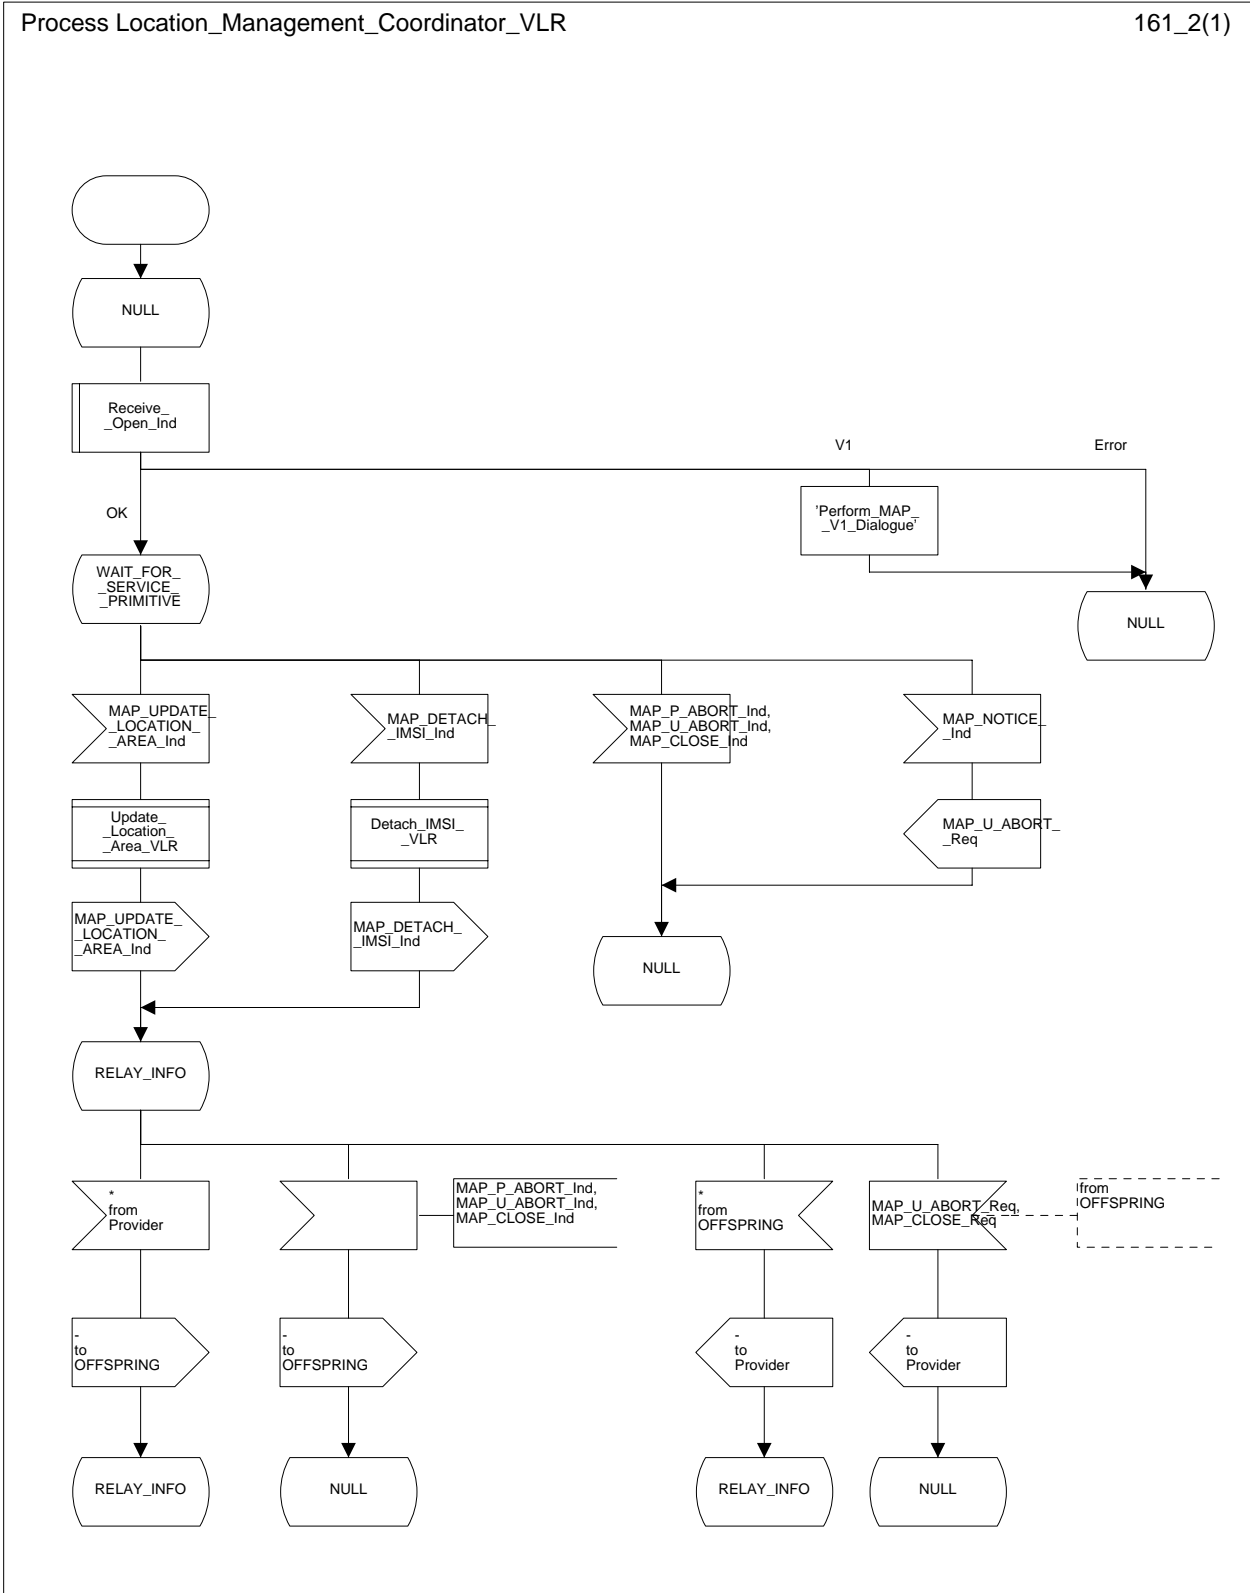 Process Location_Management_Coordinator_VLR
161_2(1)
NULL
Receive_
_Open_Ind
V1
Error
'Perform_MAP_
_V1_Dialogue'
OK
WAIT_FOR_
_SERVICE_
_PRIMITIVE
NULL
MAP_UPDATE_
_LOCATION_
_AREA_Ind
MAP_DETACH_
_IMSI_Ind
MAP_P_ABORT_Ind,
MAP_U_ABORT_Ind,
MAP_CLOSE_Ind
MAP_NOTICE_
_Ind
Update_
_Location_
_Area_VLR
Detach_IMSI_
_VLR
MAP_U_ABORT_
_Req
MAP_UPDATE_
_LOCATION_
_AREA_Ind
MAP_DETACH_
_IMSI_Ind
NULL
RELAY_INFO
*
from
Provider
MAP_P_ABORT_Ind,
MAP_U_ABORT_Ind,
MAP_CLOSE_Ind
*
from
OFFSPRING
MAP_U_ABORT_Req,
MAP_CLOSE_Req
from
OFFSPRING
-
to
OFFSPRING
-
to
OFFSPRING
-
to
Provider
-
to
Provider
RELAY_INFO
NULL
RELAY_INFO
NULL